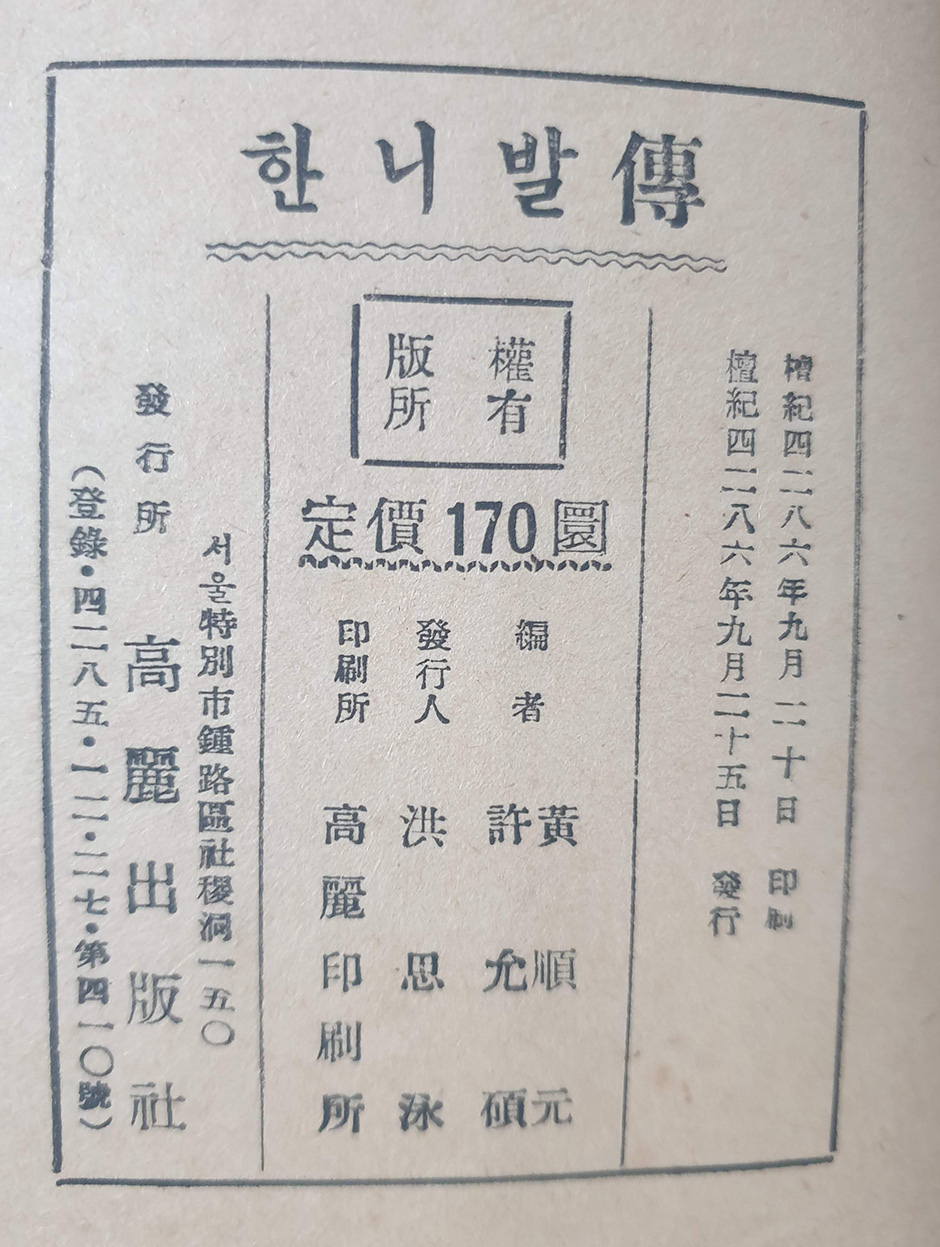 한니발傳
檀紀四二八六年九月二十日 印刷
檀紀四二八六年九月二十五日 發行
版權
所有
定價170圜
編者 黃順元
許允碩
發行人 洪思泳
印刷所 高麗印刷所
서울特別市鍾路區社稷洞一五〇
發行所 高麗出版社
(登錄·四二八五·一二·二七·第四一〇號)